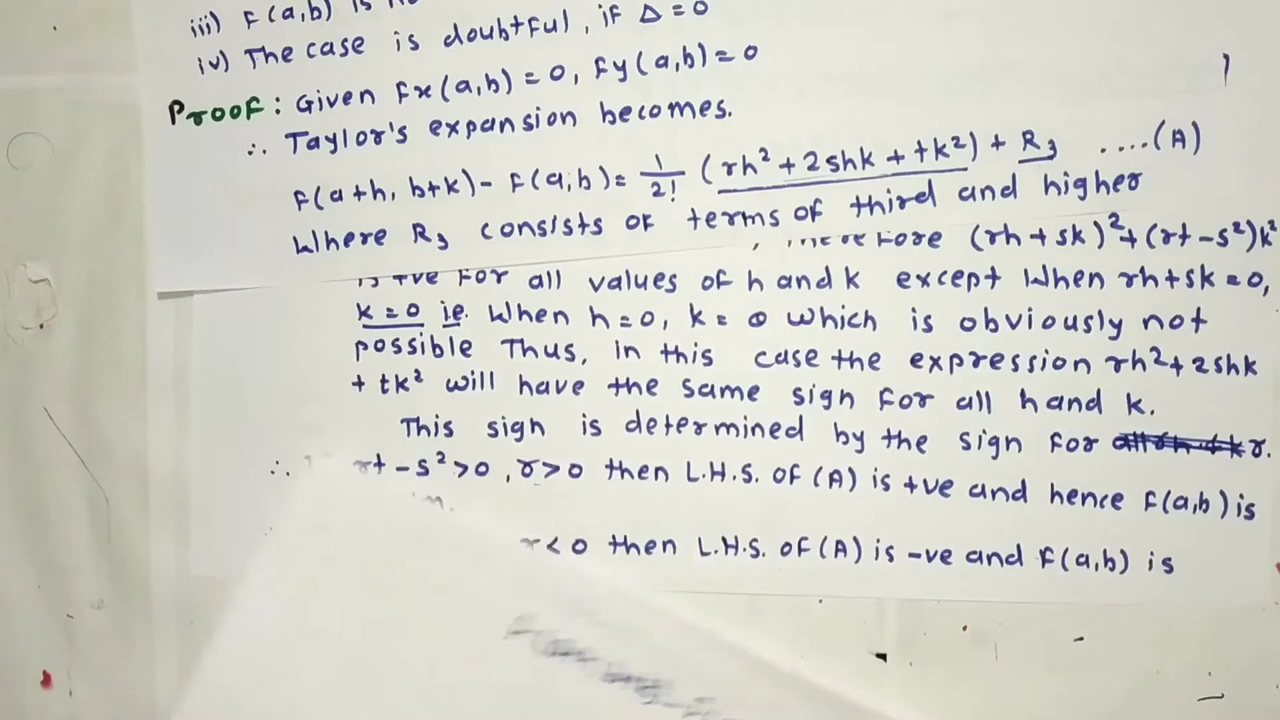 iii) F(a,b) is
iv) The case is doubtful, if Δ = 0
Proof: Given Fx(a,b) = 0, Fy(a,b) = 0
∴ Taylor's expansion becomes.
F(a+h, b+k) - F(a,b) = 1/2! (rh² + 2shk + tk²) + R₃ ....(A)
Where R₃ consists of terms of third and higher
, therefore (rh + sk)² + (rt - s²)k²
is +ve for all values of h and k except when rh + sk = 0,
k = 0 ie. When h = 0, k = 0 which is obviously not
possible Thus, in this case the expression rh² + 2shk
+ tk² will have the same sign for all h and k.
This sign is determined by the sign for r.
∴ rt - s² > 0, r > 0 then L.H.S. of (A) is +ve and hence F(a,b) is
r < 0 then L.H.S. of (A) is -ve and F(a,b) is